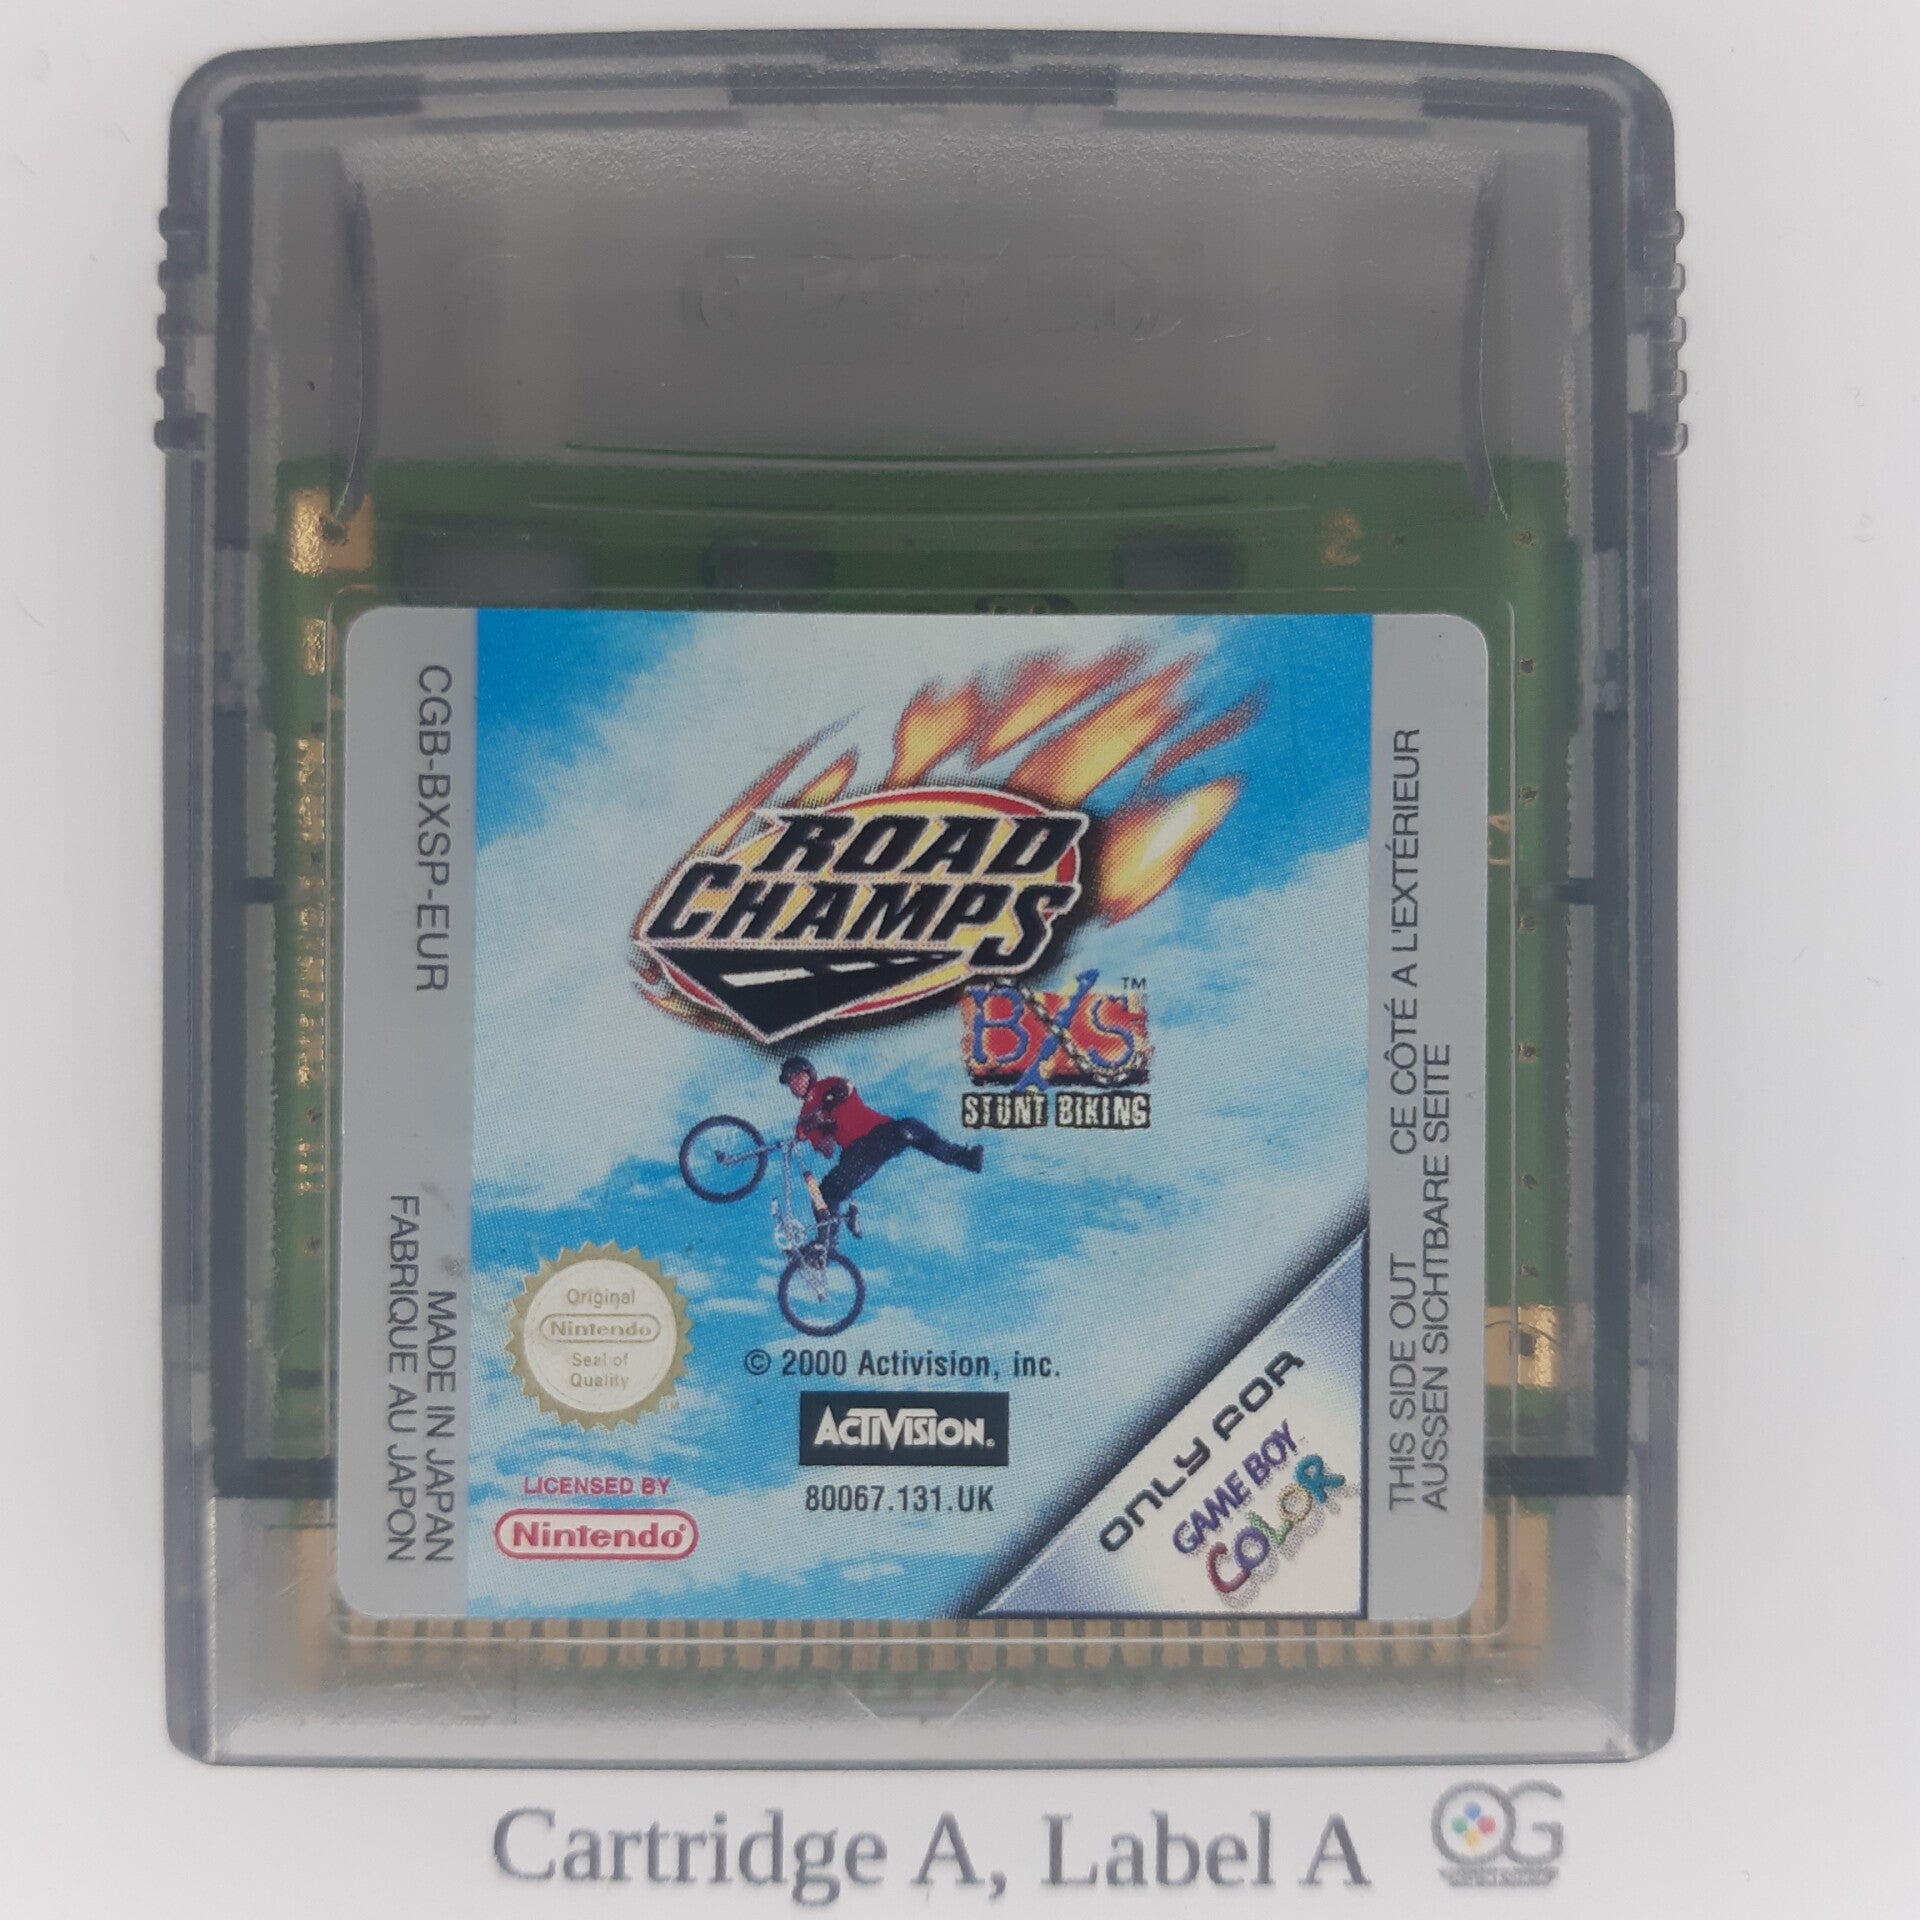 CGB-BXSP-EUR
MADE IN JAPAN
FABRIQUE AU JAPON
ROAD
CHAMPS
BXS™
STUNT BIKING
Original
Nintendo
Seal of
Quality
© 2000 Activision, inc.
ACTIVISION.
80067.131.UK
LICENSED BY
Nintendo®
ONLY FOR
GAME BOY
COLOR
THIS SIDE OUT CE CÔTÉ A L'EXTÉRIEUR
AUSSEN SICHTBARE SEITE
Cartridge A, Label A
OG